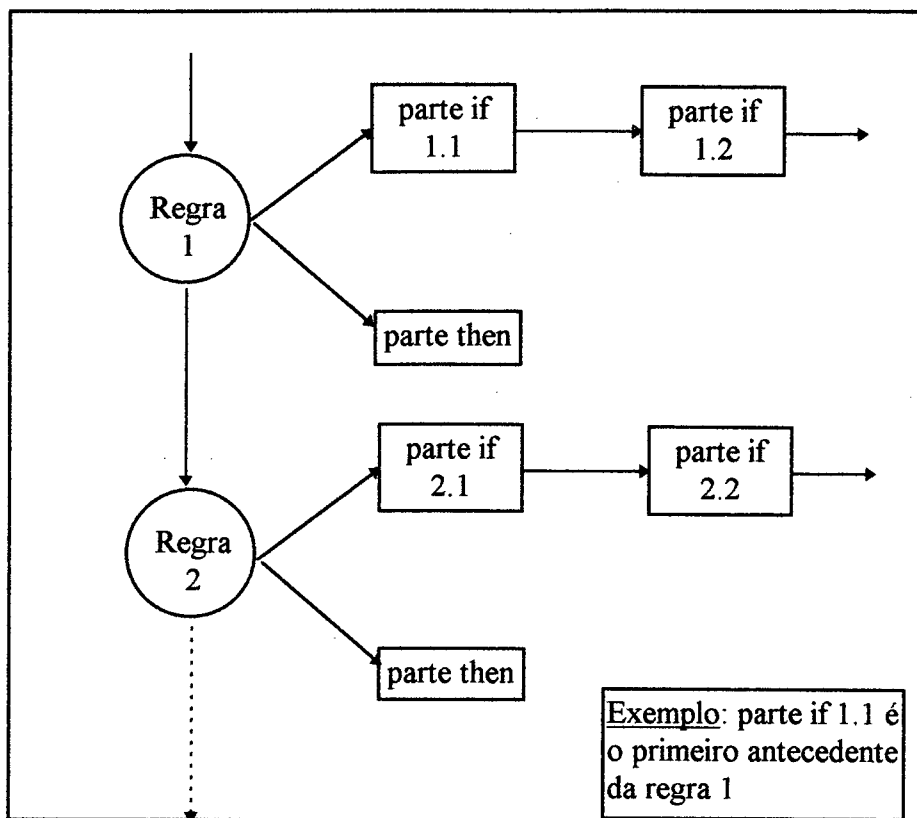 parte if
1.1
parte if
1.2
Regra
1
parte then
parte if
2.1
parte if
2.2
Regra
2
parte then
Exemplo: parte if 1.1 é
o primeiro antecedente
da regra 1